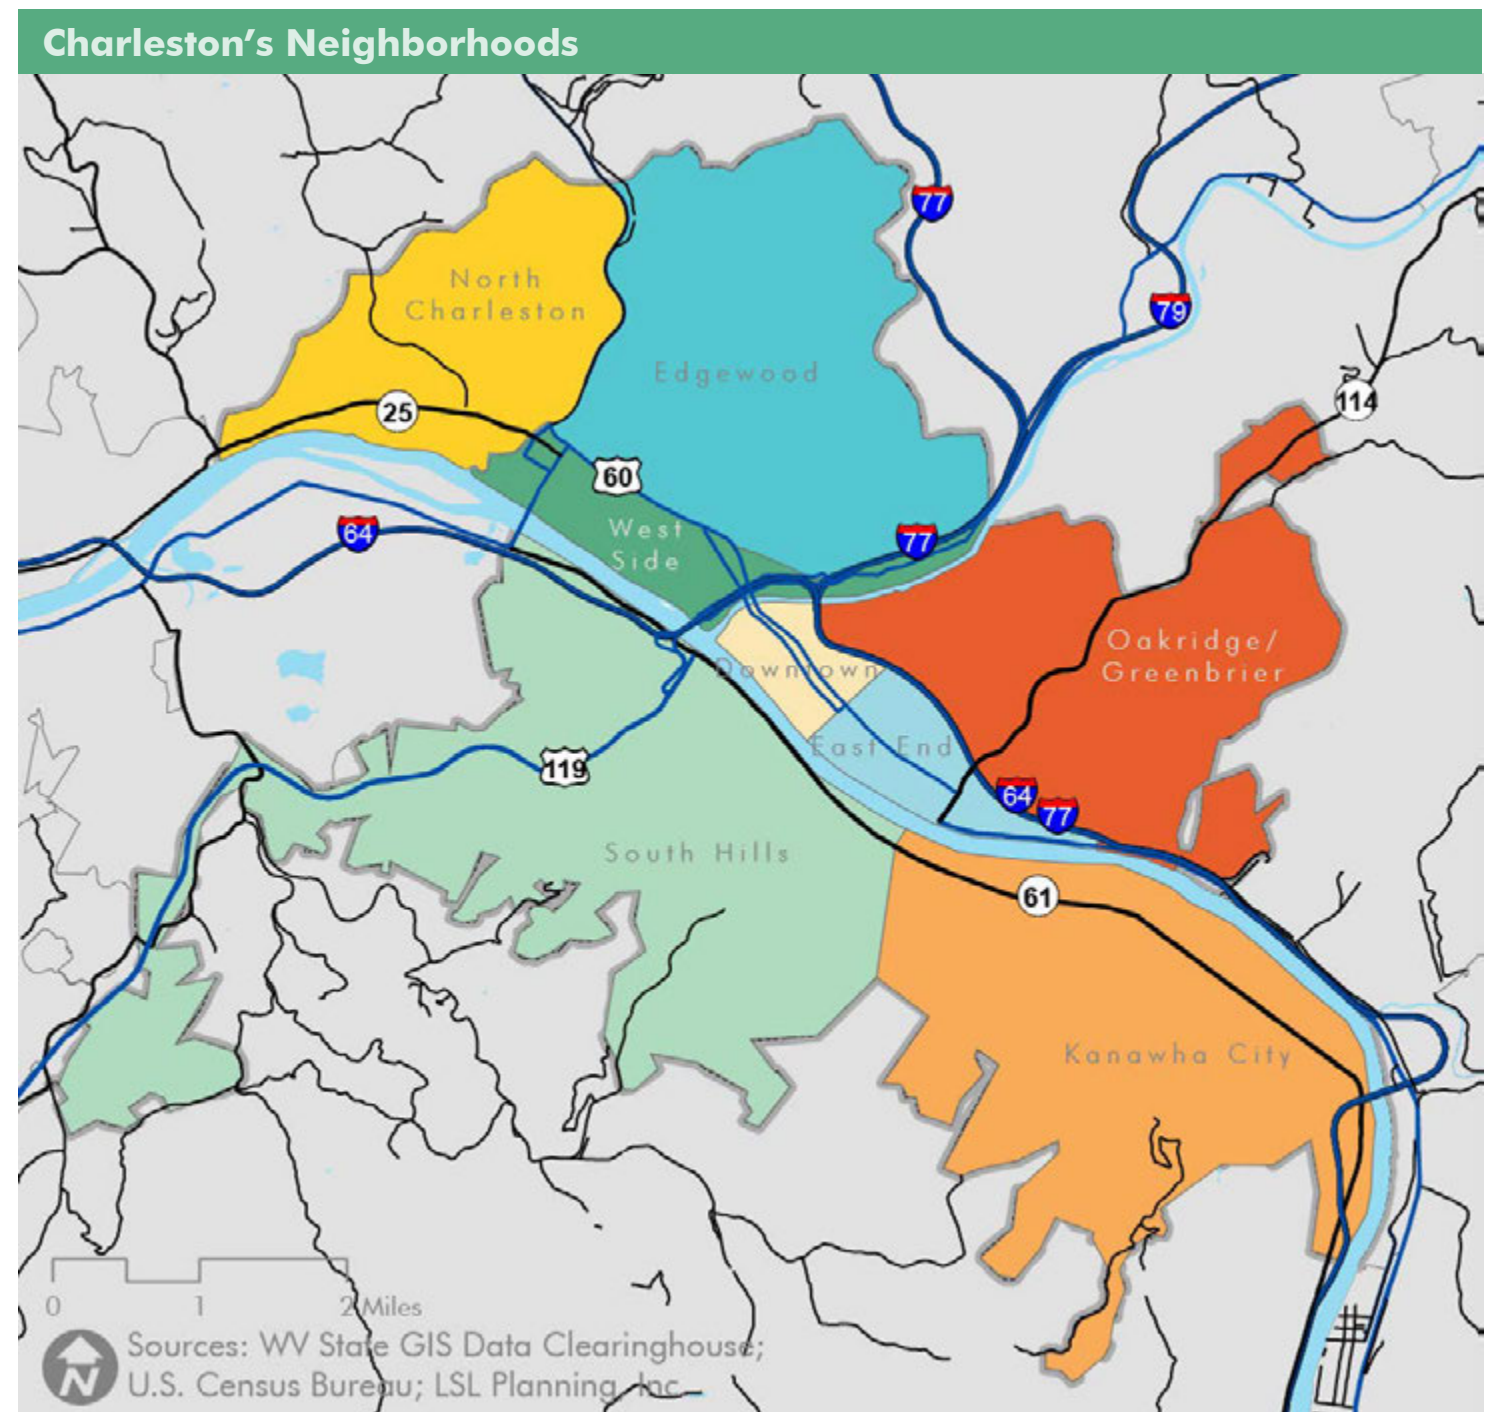 Charleston's Neighborhoods
77
North
Charleston
79
Edgewood
114
25
60
64
West
Side
77
Oakridge/
Greenbrier
Downtown
East End
119
64
77
South Hills
61
Kanawha City
0 1 2 Miles
Sources: WV State GIS Data Clearinghouse;
N
U.S. Census Bureau; LSL Planning, Inc.